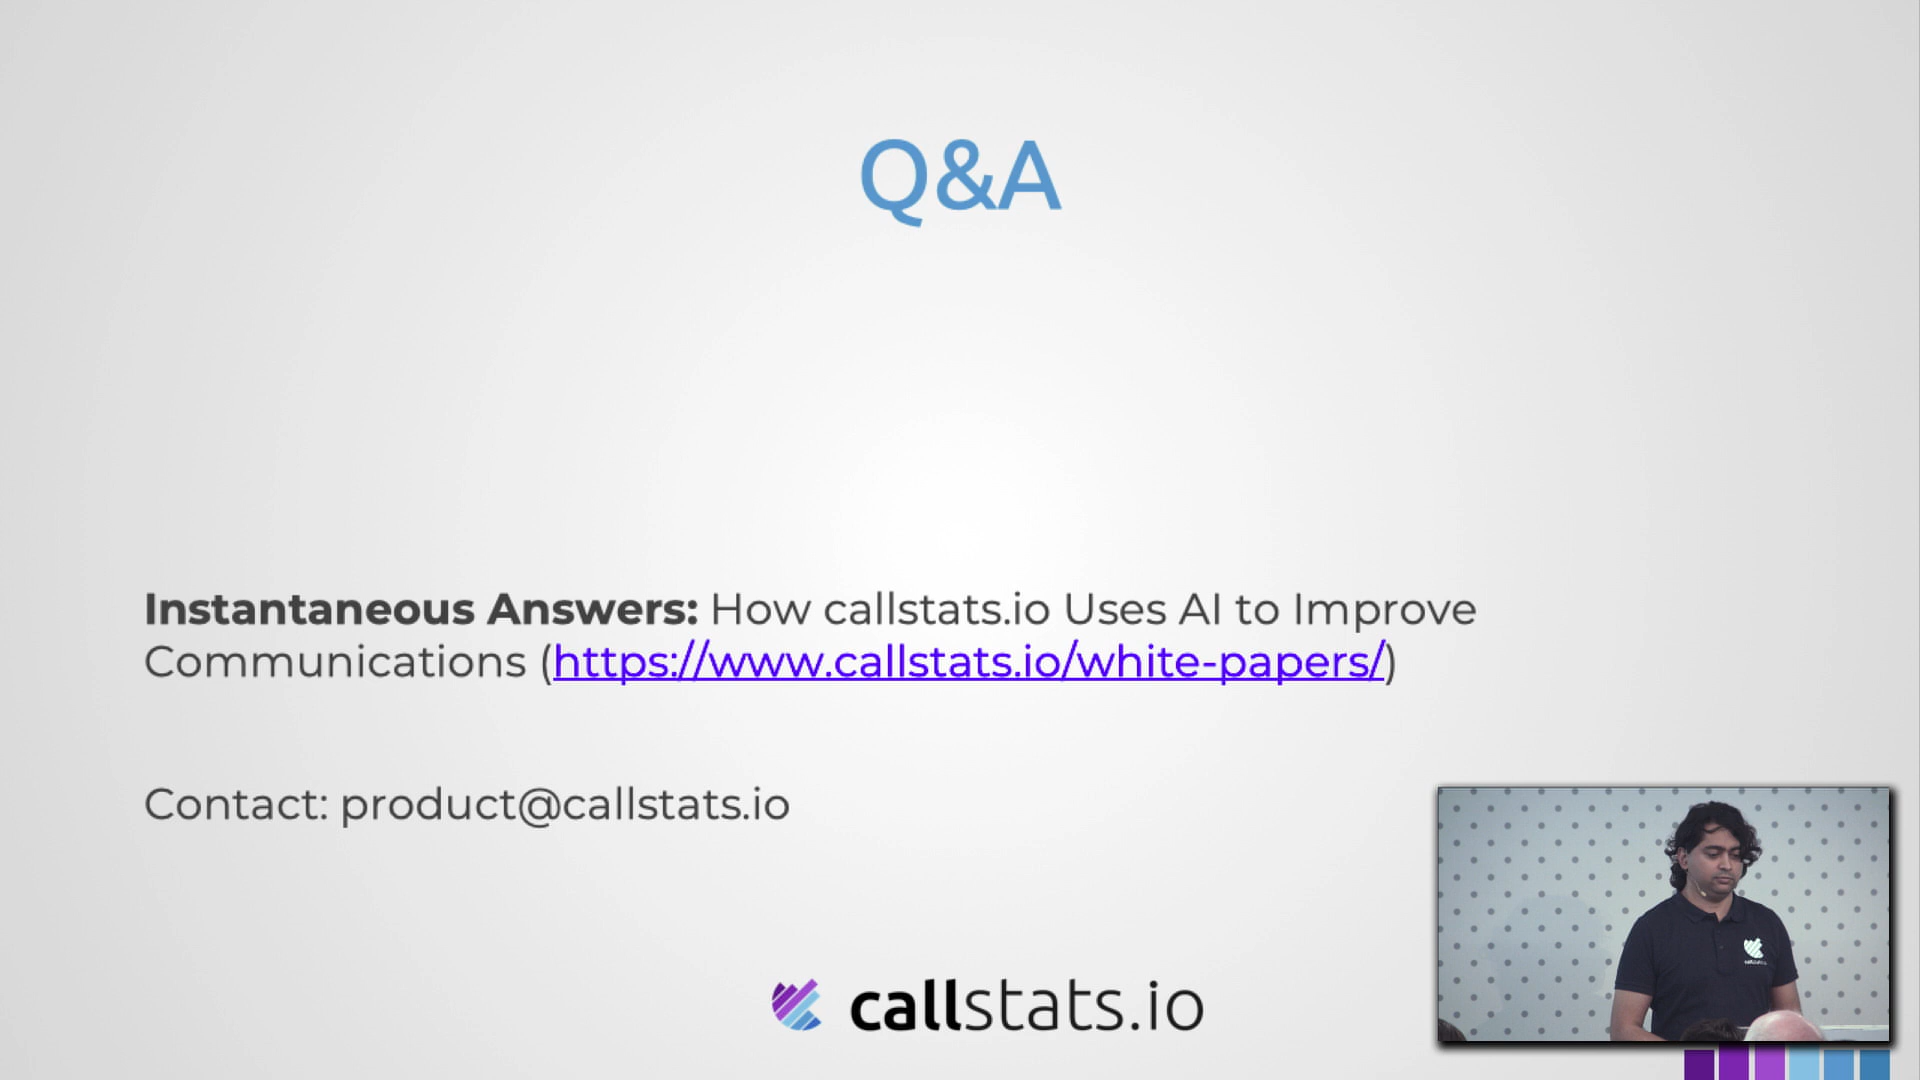 Q&A
Instantaneous Answers: How callstats.io Uses AI to Improve
Communications (https://www.callstats.io/white-papers/)
Contact: product@callstats.io
callstats.io